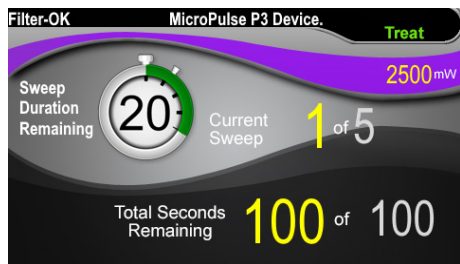 Filter-OK MicroPulse P3 Device.
Treat
2500mW
Sweep
Duration
Remaining
20
Current
Sweep
1 of 5
Total Seconds
Remaining
100 of 100